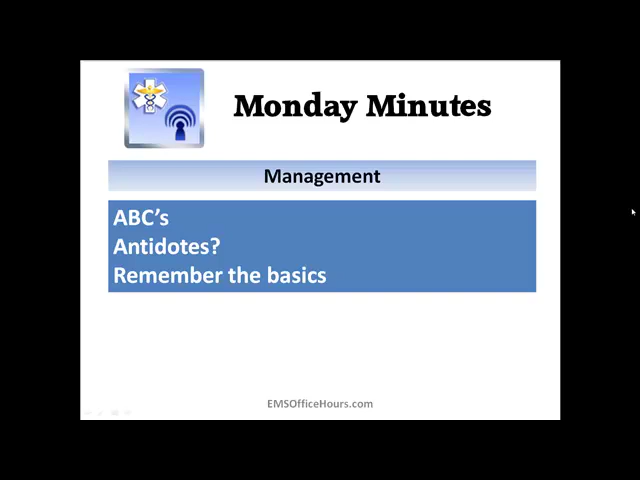 Monday Minutes
Management
ABC's
Antidotes?
Remember the basics
EMSOfficeHours.com